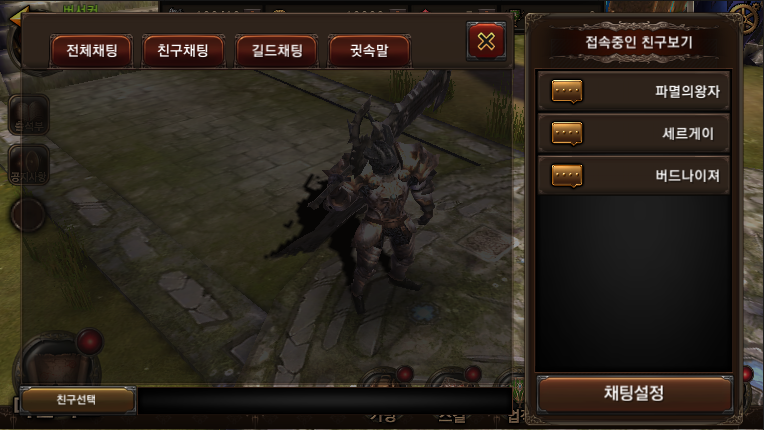 전체채팅
친구채팅
길드채팅
귓속말
접속중인 친구보기
파멸의왕자
세르게이
버드나이져
친구선택
채팅설정